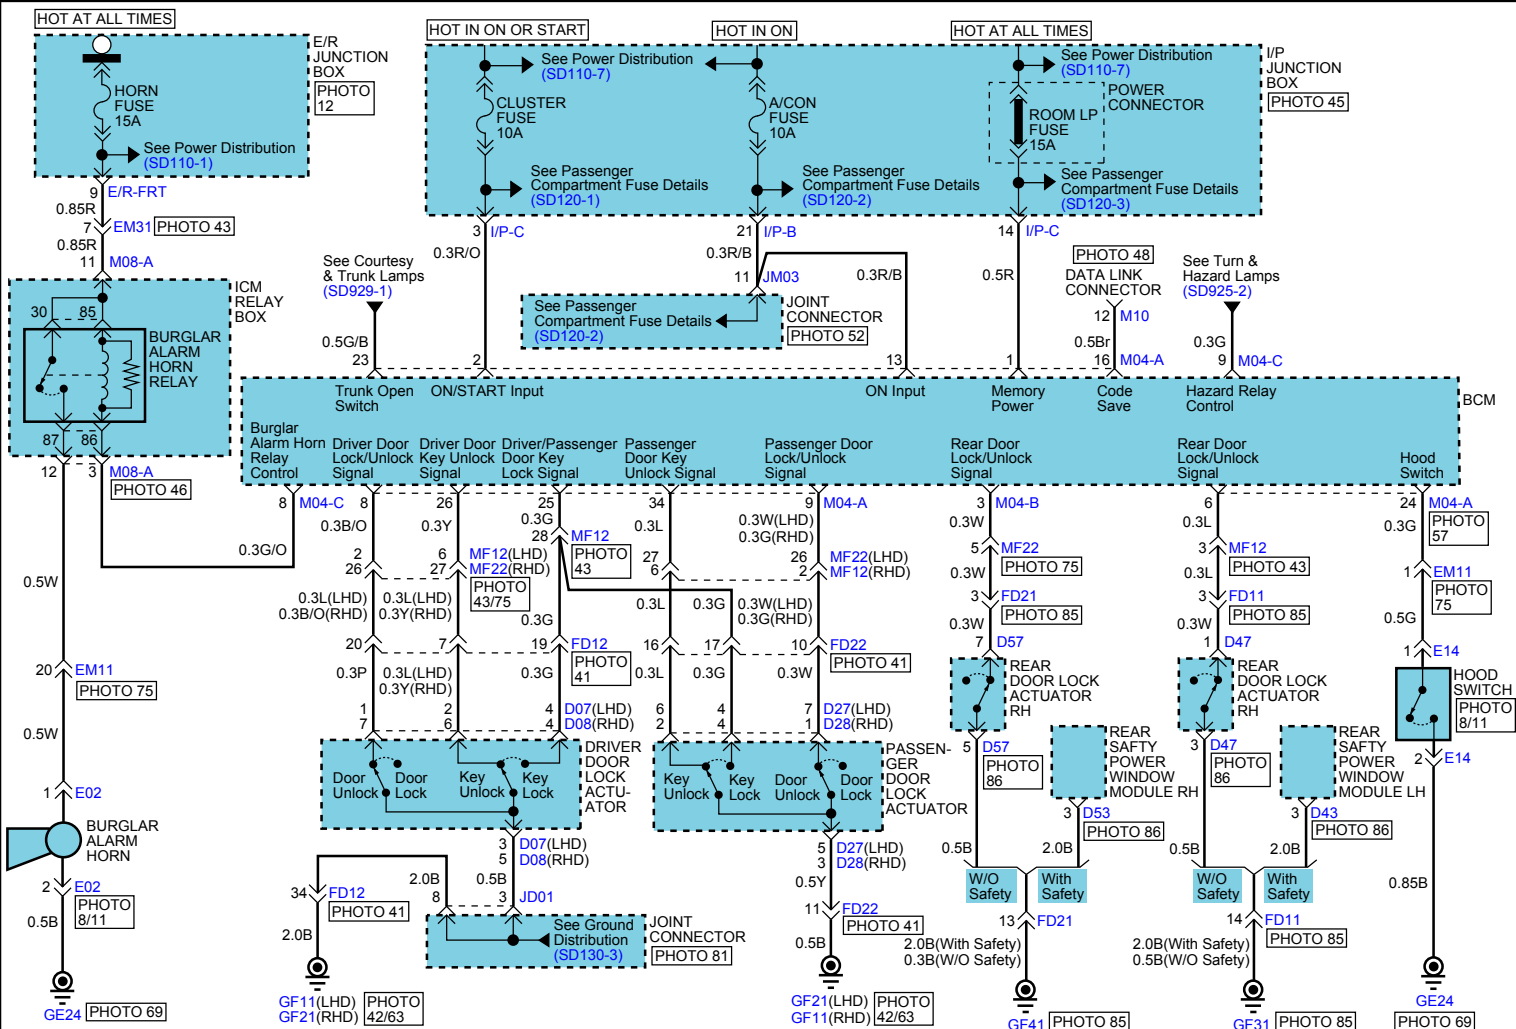 HOT AT ALL TIMES
HOT IN ON OR START
HOT IN ON
HOT AT ALL TIMES
E/R
JUNCTION
BOX
PHOTO
12
HORN
FUSE
15A
See Power Distribution
(SD110-1)
9 E/R-FRT
0.85R
7 EM31 PHOTO 43
0.85R
11 M08-A
See Power Distribution
(SD110-7)
CLUSTER
FUSE
10A
See Passenger
Compartment Fuse Details
(SD120-1)
A/CON
FUSE
10A
See Passenger
Compartment Fuse Details
(SD120-2)
See Power Distribution
(SD110-7)
POWER
CONNECTOR
ROOM LP
FUSE
15A
See Passenger
Compartment Fuse Details
(SD120-3)
I/P
JUNCTION
BOX
PHOTO 45
3 I/P-C
0.3R/O
21 I/P-B
0.3R/B
14 I/P-C
0.5R
11 JM03
0.3R/B
See Passenger
Compartment Fuse Details
(SD120-2)
JOINT
CONNECTOR
PHOTO 52
See Courtesy
& Trunk Lamps
(SD929-1)
0.5G/B
PHOTO 48
DATA LINK
CONNECTOR
12 M10
0.5Br
See Turn &
Hazard Lamps
(SD925-2)
0.3G
23
2
13
1
16 M04-A
9 M04-C
ICM
RELAY
BOX
30 85
BURGLAR
ALARM
HORN
RELAY
87 86
12 3 M08-A
PHOTO 46
BCM
Trunk Open
Switch
ON/START Input
ON Input
Memory
Power
Code
Save
Hazard Relay
Control
Burglar
Alarm Horn
Relay
Control
Driver Door
Lock/Unlock
Signal
Driver Door
Key Unlock
Signal
Driver/Passenger
Door Key
Lock Signal
Passenger
Door Key
Unlock Signal
Passenger Door
Lock/Unlock
Signal
Rear Door
Lock/Unlock
Signal
Rear Door
Lock/Unlock
Signal
Hood
Switch
8 M04-C
8
26
25
34
9 M04-A
3 M04-B
6
24 M04-A
PHOTO
57
0.3G/O
0.3B/O
0.3Y
0.3G
0.3L
0.3W(LHD)
0.3G(RHD)
0.3W
0.3L
0.3G
28 MF12
PHOTO
43
2
26
6
27
MF12(LHD)
MF22(RHD)
PHOTO
43/75
27
6
26
2
MF22(LHD)
MF12(RHD)
5 MF22
PHOTO 75
3 MF12
PHOTO 43
1 EM11
PHOTO
75
0.5W
0.3L(LHD)
0.3B/O(RHD)
0.3L(LHD)
0.3Y(RHD)
0.3G
0.3L
0.3G
0.3W(LHD)
0.3G(RHD)
0.3W
0.3L
0.5G
3 FD21
PHOTO 85
3 FD11
PHOTO 85
20
7
19 FD12
PHOTO
41
16
17
10 FD22
PHOTO 41
0.3W
0.3W
7 D57
1 D47
1 E14
20 EM11
PHOTO 75
0.3P
0.3L(LHD)
0.3Y(RHD)
0.3G
0.3L
0.3G
0.3W
REAR
DOOR LOCK
ACTUATOR
RH
REAR
DOOR LOCK
ACTUATOR
RH
HOOD
SWITCH
PHOTO
8/11
1
7
2
6
4
4
D07(LHD)
D08(RHD)
6
2
4
4
7
1
D27(LHD)
D28(RHD)
0.5W
Door
Unlock
Door
Lock
Key
Unlock
Key
Lock
DRIVER
DOOR
LOCK
ACTU-
ATOR
Key
Unlock
Key
Lock
Door
Unlock
Door
Lock
PASSEN-
GER
DOOR
LOCK
ACTUATOR
5 D57
PHOTO
86
REAR
SAFTY
POWER
WINDOW
MODULE RH
3 D53
PHOTO 86
3 D47
PHOTO
86
REAR
SAFTY
POWER
WINDOW
MODULE LH
3 D43
PHOTO 86
2 E14
1 E02
BURGLAR
ALARM
HORN
2 E02
PHOTO
8/11
0.5B
3
5
D07(LHD)
D08(RHD)
0.5B
2.0B
8
3 JD01
34 FD12
PHOTO 41
2.0B
See Ground
Distribution
(SD130-3)
JOINT
CONNECTOR
PHOTO 81
5
3
D27(LHD)
D28(RHD)
0.5Y
11 FD22
PHOTO 41
0.5B
0.5B
2.0B
W/O
Safety
With
Safety
13 FD21
2.0B(With Safety)
0.3B(W/O Safety)
0.5B
2.0B
W/O
Safety
With
Safety
14 FD11
PHOTO 85
2.0B(With Safety)
0.5B(W/O Safety)
0.85B
GE24 PHOTO 69
GF11(LHD)
GF21(RHD)
PHOTO
42/63
GF21(LHD)
GF11(RHD)
PHOTO
42/63
GF41 PHOTO 85
GF31 PHOTO 85
GE24
PHOTO 69